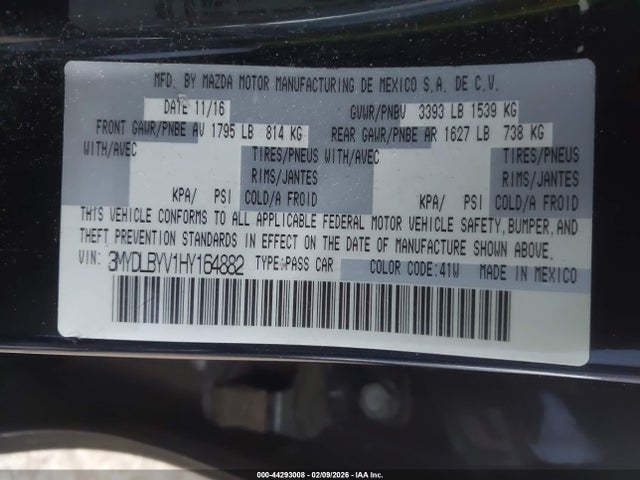 MFD. BY MAZDA MOTOR MANUFACTURING DE MEXICO S.A. DE C.V.
DATE 11/16 GVWR/PNBV 3393 LB 1539 KG
FRONT GAWR/PNBE AV 1795 LB 814 KG REAR GAWR/PNBE AR 1627 LB 738 KG
WITH/AVEC TIRES/PNEUS WITH/AVEC TIRES/PNEUS
RIMS/JANTES RIMS/JANTES
KPA/ PSI COLD/A FROID KPA/ PSI COLD/A FROID
THIS VEHICLE CONFORMS TO ALL APPLICABLE FEDERAL MOTOR VEHICLE SAFETY, BUMPER, AND
THEFT PREVENTION STANDARDS IN EFFECT ON THE DATE OF MANUFACTURE SHOWN ABOVE.
VIN: 3MYDLBYV1HY164882 TYPE:PASS CAR COLOR CODE:41W MADE IN MEXICO
000-44293008 - 02/09/2026 - IAA Inc.